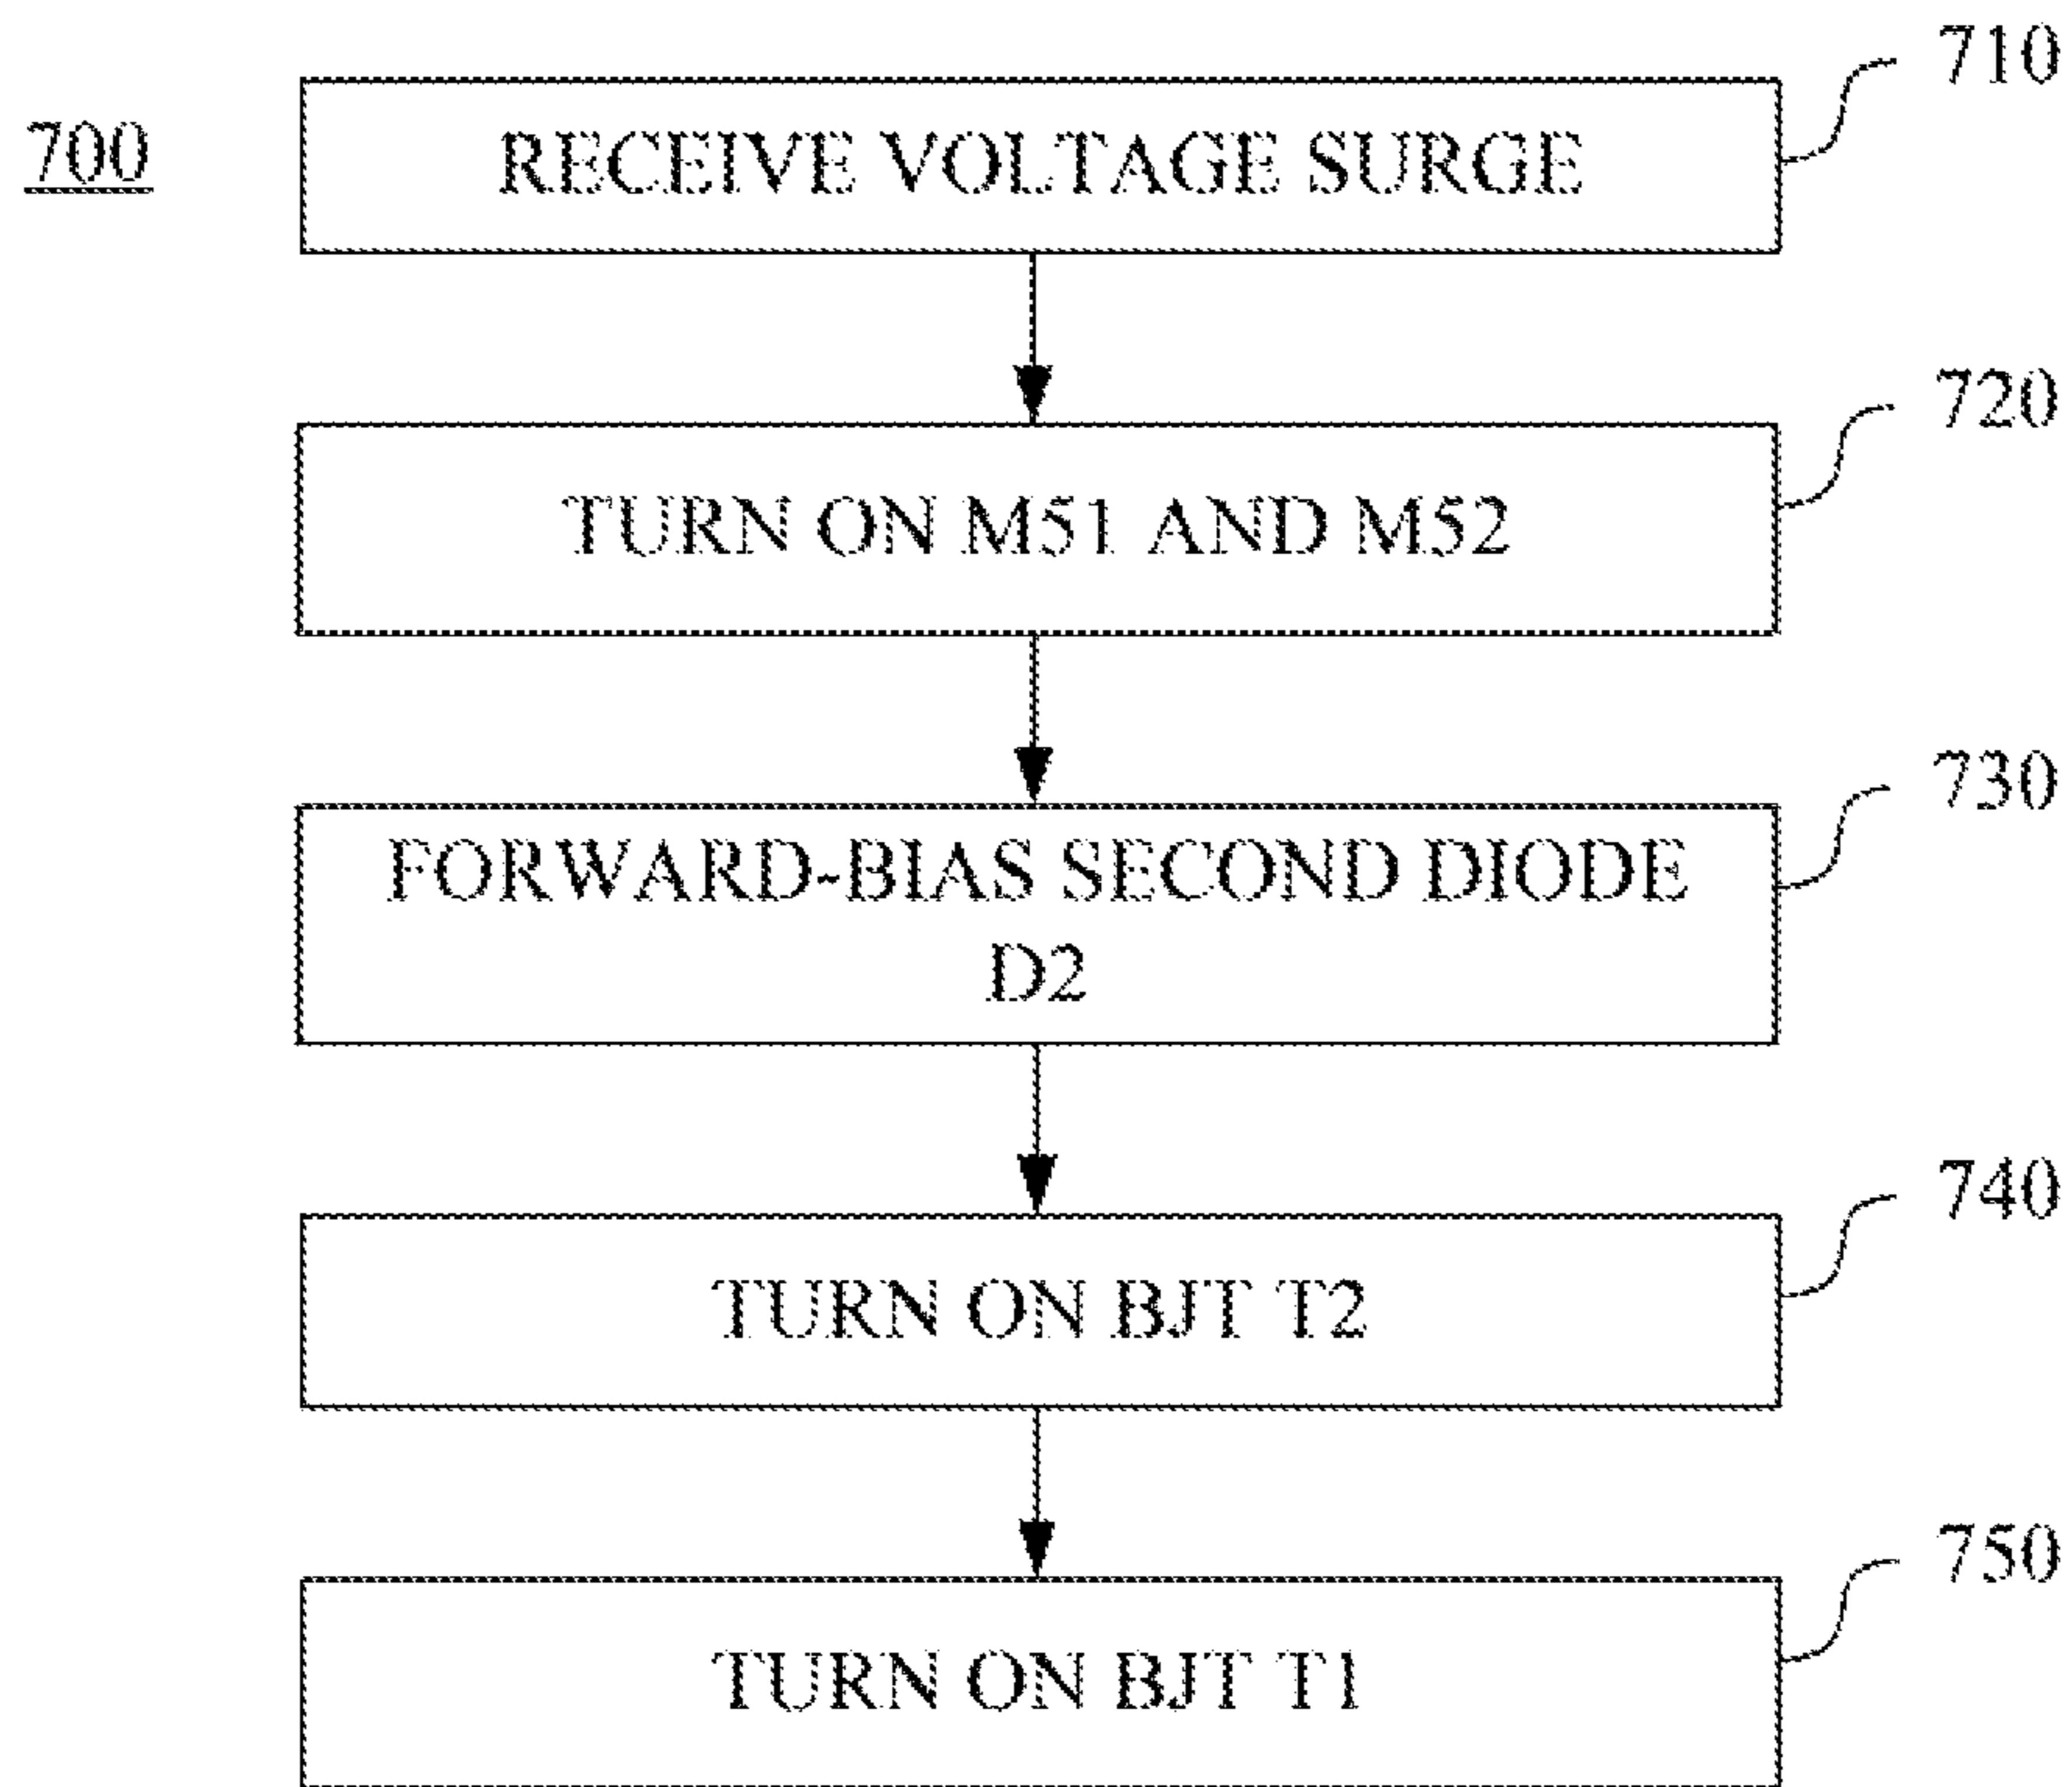 710
700
RECEIVE VOLTAGE SURGE
720
TURN ON M51 AND M52
730
FORWARD-BIAS SECOND DIODE
D2
740
TURN ON BJT T2
750
TURN ON BJT T1